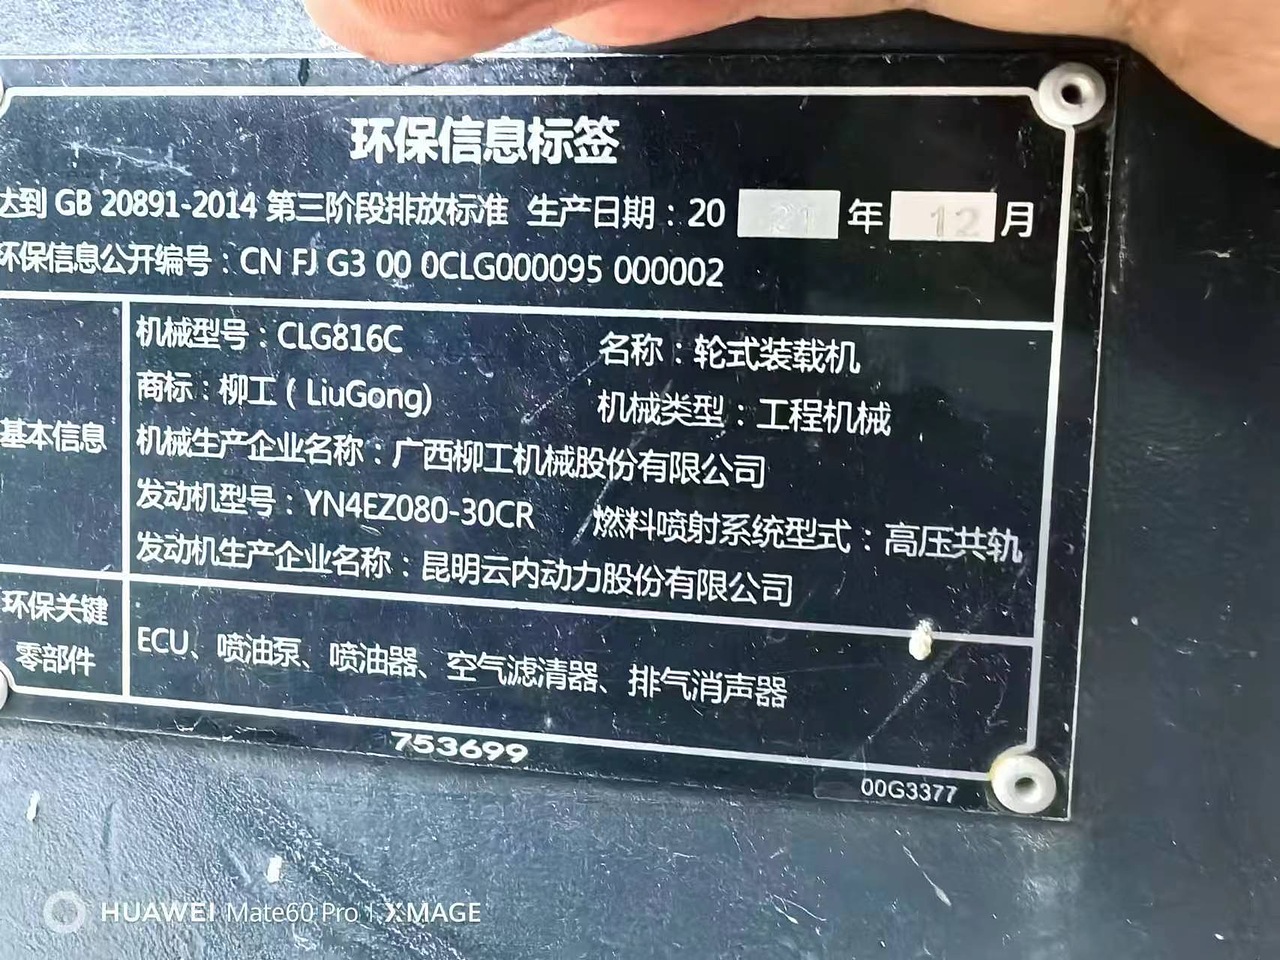 环保信息标签
达到 GB 20891-2014 第三阶段排放标准 生产日期：20 21 年 12 月
环保信息公开编号：CN FJ G3 00 0CLG000095 000002
基本信息
机械型号：CLG816C 名称：轮式装载机
商标：柳工 ( LiuGong) 机械类型：工程机械
机械生产企业名称：广西柳工机械股份有限公司
发动机型号：YN4EZ080-30CR 燃料喷射系统型式：高压共轨
发动机生产企业名称：昆明云内动力股份有限公司
环保关键
零部件
ECU、喷油泵、喷油器、空气滤清器、排气消声器
753699
00G3377
HUAWEI Mate60 Pro | XMAGE